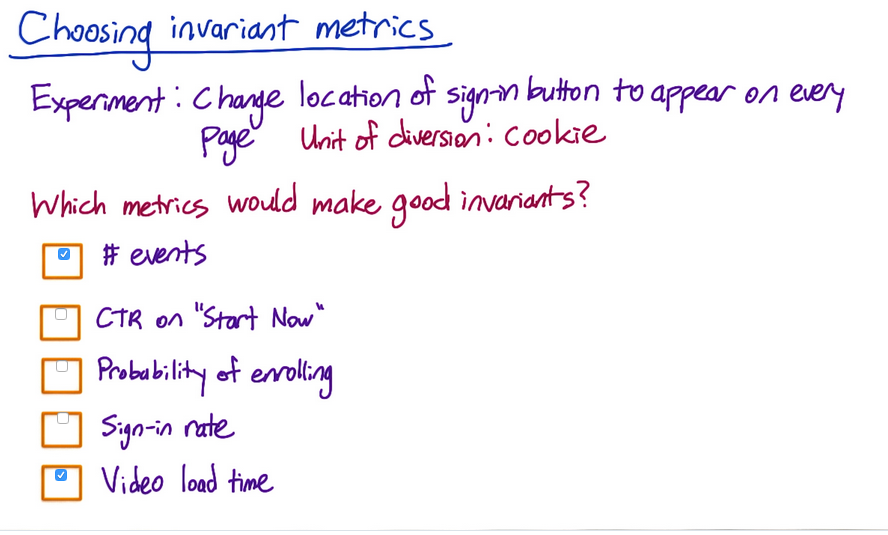 Choosing invariant metrics
Experiment: Change location of sign-in button to appear on every
page Unit of diversion: cookie
Which metrics would make good invariants?
# events
CTR on "Start Now"
Probability of enrolling
Sign-in rate
Video load time